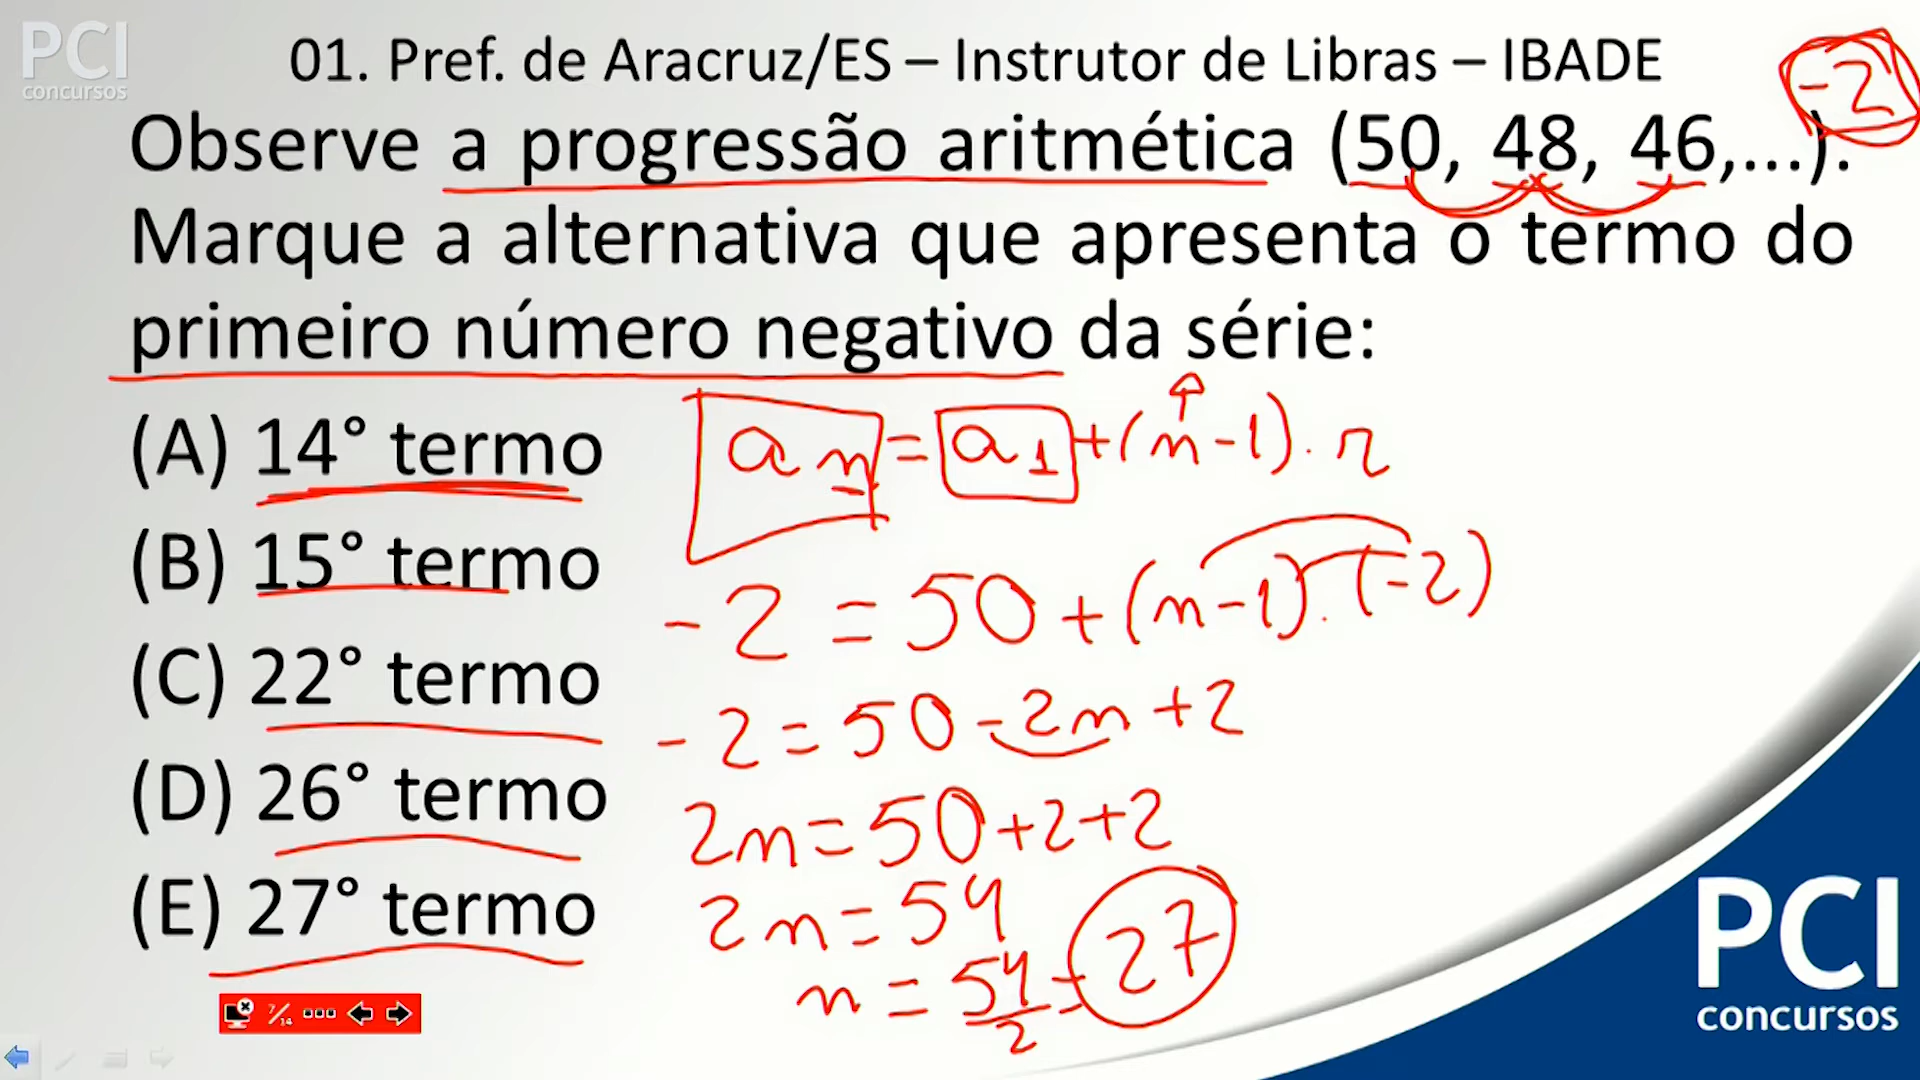 PCI
concursos
01. Pref. de Aracruz/ES – Instrutor de Libras – IBADE
-2
Observe a progressão aritmética (50, 48, 46,...).
Marque a alternativa que apresenta o termo do
primeiro número negativo da série:
(A) 14° termo
(B) 15° termo
(C) 22° termo
(D) 26° termo
(E) 27° termo
an = a1 + (n-1) . r
-2 = 50 + (n-1) . (-2)
-2 = 50 - 2n + 2
2n = 50 + 2 + 2
2n = 54
n = 54/2 = 27
7/14
PCI
concursos